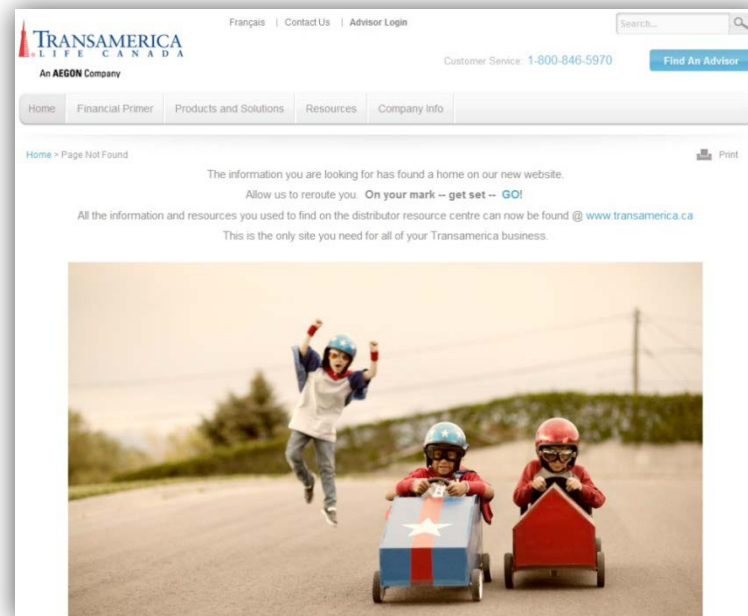 Français | Contact Us | Advisor Login
Search...
TRANSAMERICA
LIFE CANADA
An AEGON Company
Customer Service: 1-800-846-5970
Find An Advisor
Home Financial Primer Products and Solutions Resources Company Info
Home > Page Not Found
Print
The information you are looking for has found a home on our new website.
Allow us to reroute you. On your mark -- get set -- GO!
All the information and resources you used to find on the distributor resource centre can now be found @ www.transamerica.ca
This is the only site you need for all of your Transamerica business.